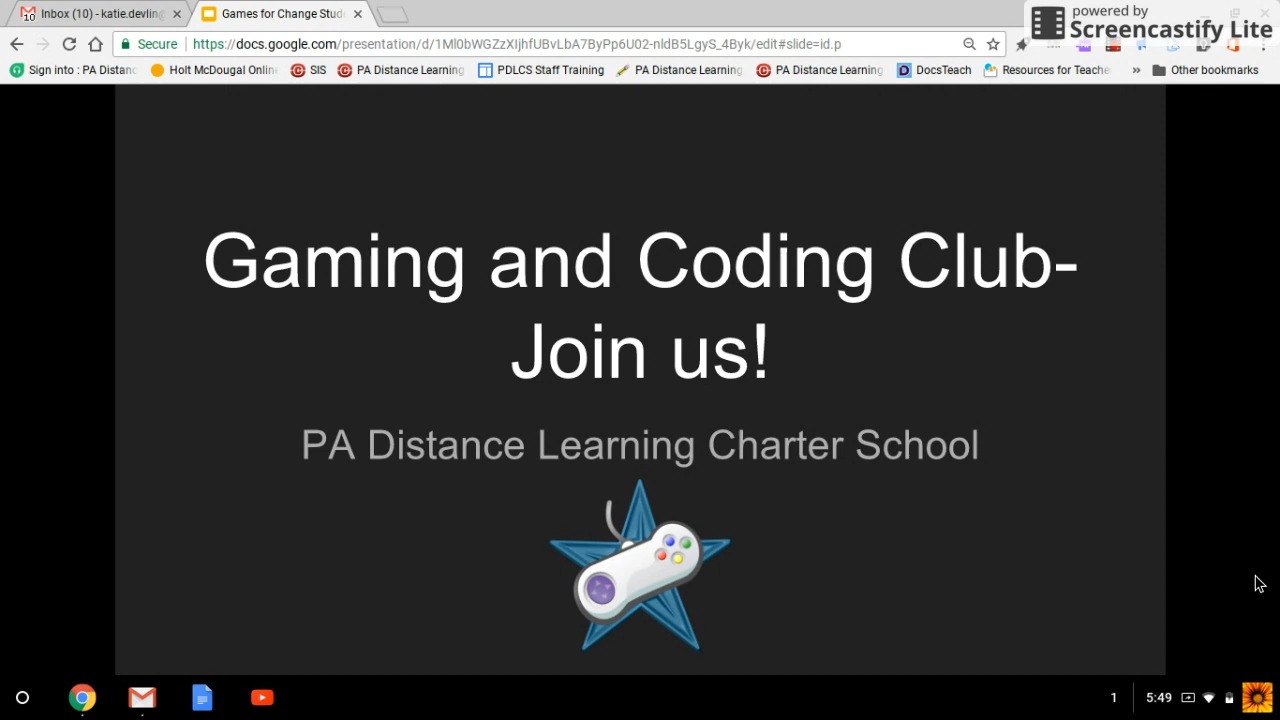 Inbox (10) - katie.devling
Games for Change Stud
powered by
Screencastify Lite
Secure
https://docs.google.com/presentation/d/
/edit#slide=id.p
Sign into : PA Distanc
Holt McDougal Onlin
SIS
PA Distance Learning
PDLCS Staff Training
PA Distance Learning
PA Distance Learning
DocsTeach
Resources for Teache
»
Other bookmarks
Gaming and Coding Club-
Join us!
PA Distance Learning Charter School
1
5:49